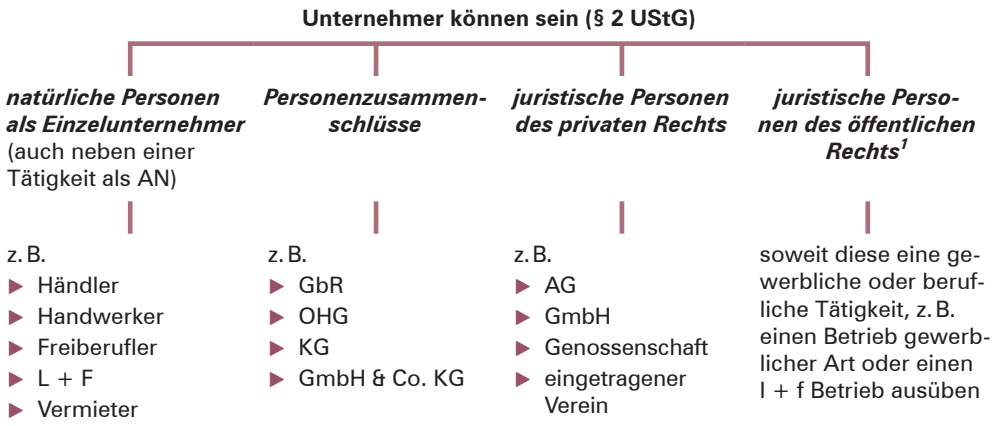 Unternehmer können sein (§ 2 UStG)
natürliche Personen
als Einzelunternehmer
(auch neben einer
Tätigkeit als AN)
z. B.
► Händler
► Handwerker
► Freiberufler
► L + F
► Vermieter
Personenzusammen-
schlüsse
z. B.
► GbR
► OHG
► KG
► GmbH & Co. KG
juristische Personen
des privaten Rechts
z. B.
► AG
► GmbH
► Genossenschaft
► eingetragener
Verein
juristische Perso-
nen des öffentlichen
Rechts¹
soweit diese eine ge-
werbliche oder beruf-
liche Tätigkeit, z. B.
einen Betrieb gewerb-
licher Art oder einen
l + f Betrieb ausüben